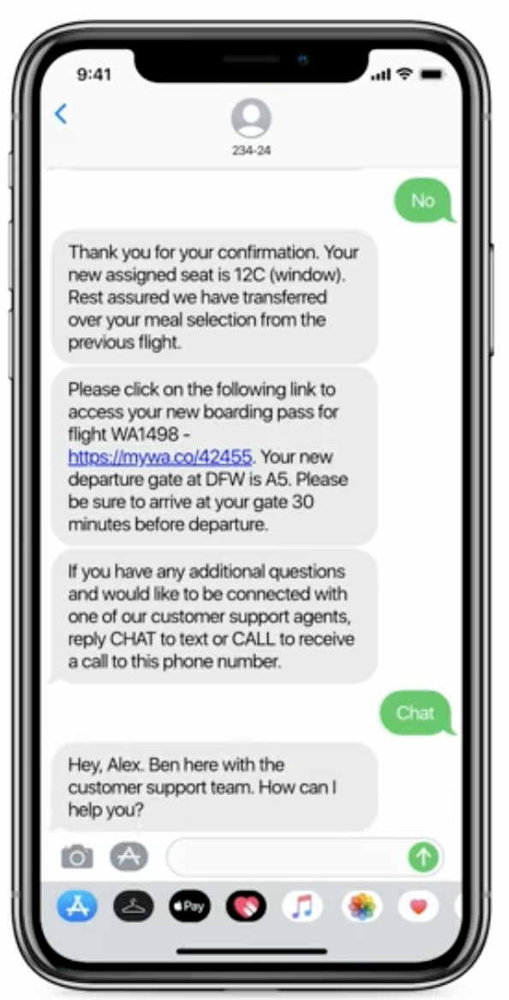 9:41
234-24
No
Thank you for your confirmation. Your
new assigned seat is 12C (window).
Rest assured we have transferred
over your meal selection from the
previous flight.
Please click on the following link to
access your new boarding pass for
flight WA1498 -
https://mywa.co/42455. Your new
departure gate at DFW is A5. Please
be sure to arrive at your gate 30
minutes before departure.
If you have any additional questions
and would like to be connected with
one of our customer support agents,
reply CHAT to text or CALL to receive
a call to this phone number.
Chat
Hey, Alex. Ben here with the
customer support team. How can I
help you?
Pay